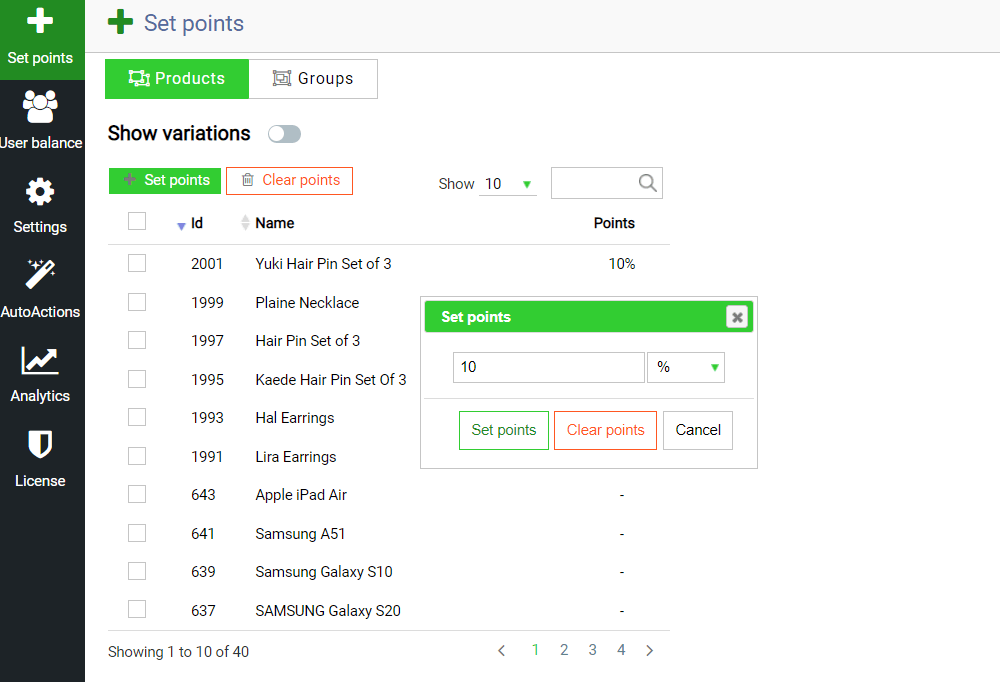 Set points
User balance
Settings
AutoActions
Analytics
License
Set points
Products Groups
Show variations
Set points Clear points Show 10
Id Name Points
2001 Yuki Hair Pin Set of 3 10%
1999 Plaine Necklace
1997 Hair Pin Set of 3
1995 Kaede Hair Pin Set Of 3
1993 Hal Earrings
1991 Lira Earrings
643 Apple iPad Air -
641 Samsung A51 -
639 Samsung Galaxy S10 -
637 SAMSUNG Galaxy S20 -
Showing 1 to 10 of 40 1 2 3 4
Set points
10 %
Set points Clear points Cancel